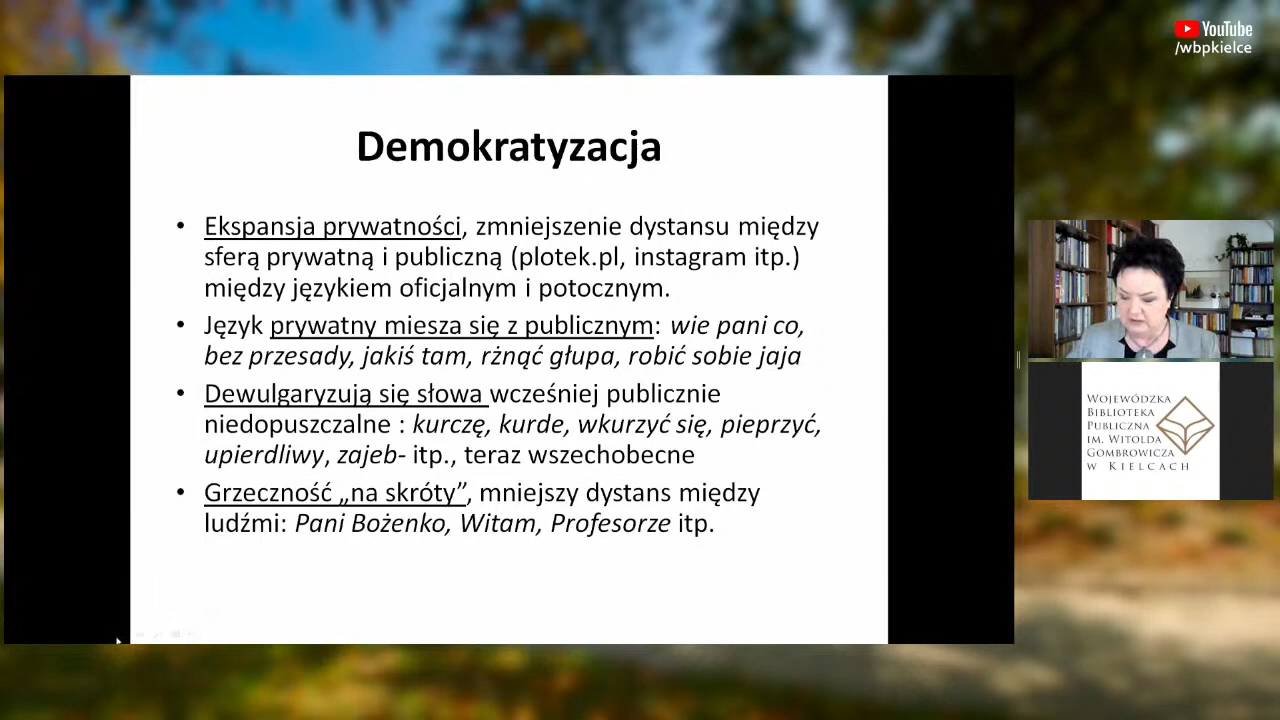 YouTube
/wbpkielce
Demokratyzacja
• Ekspansja prywatności, zmniejszenie dystansu między
sferą prywatną i publiczną (plotek.pl, instagram itp.)
między językiem oficjalnym i potocznym.
• Język prywatny miesza się z publicznym: wie pani co,
bez przesady, jakiś tam, rżnąć głupa, robić sobie jaja
• Dewulgaryzują się słowa wcześniej publicznie
niedopuszczalne : kurczę, kurde, wkurzyć się, pieprzyć,
upierdliwy, zajeb- itp., teraz wszechobecne
• Grzeczność „na skróty”, mniejszy dystans między
ludźmi: Pani Bożenko, Witam, Profesorze itp.
Wojewódzka
Biblioteka
Publiczna
im. Witolda
Gombrowicza
w Kielcach